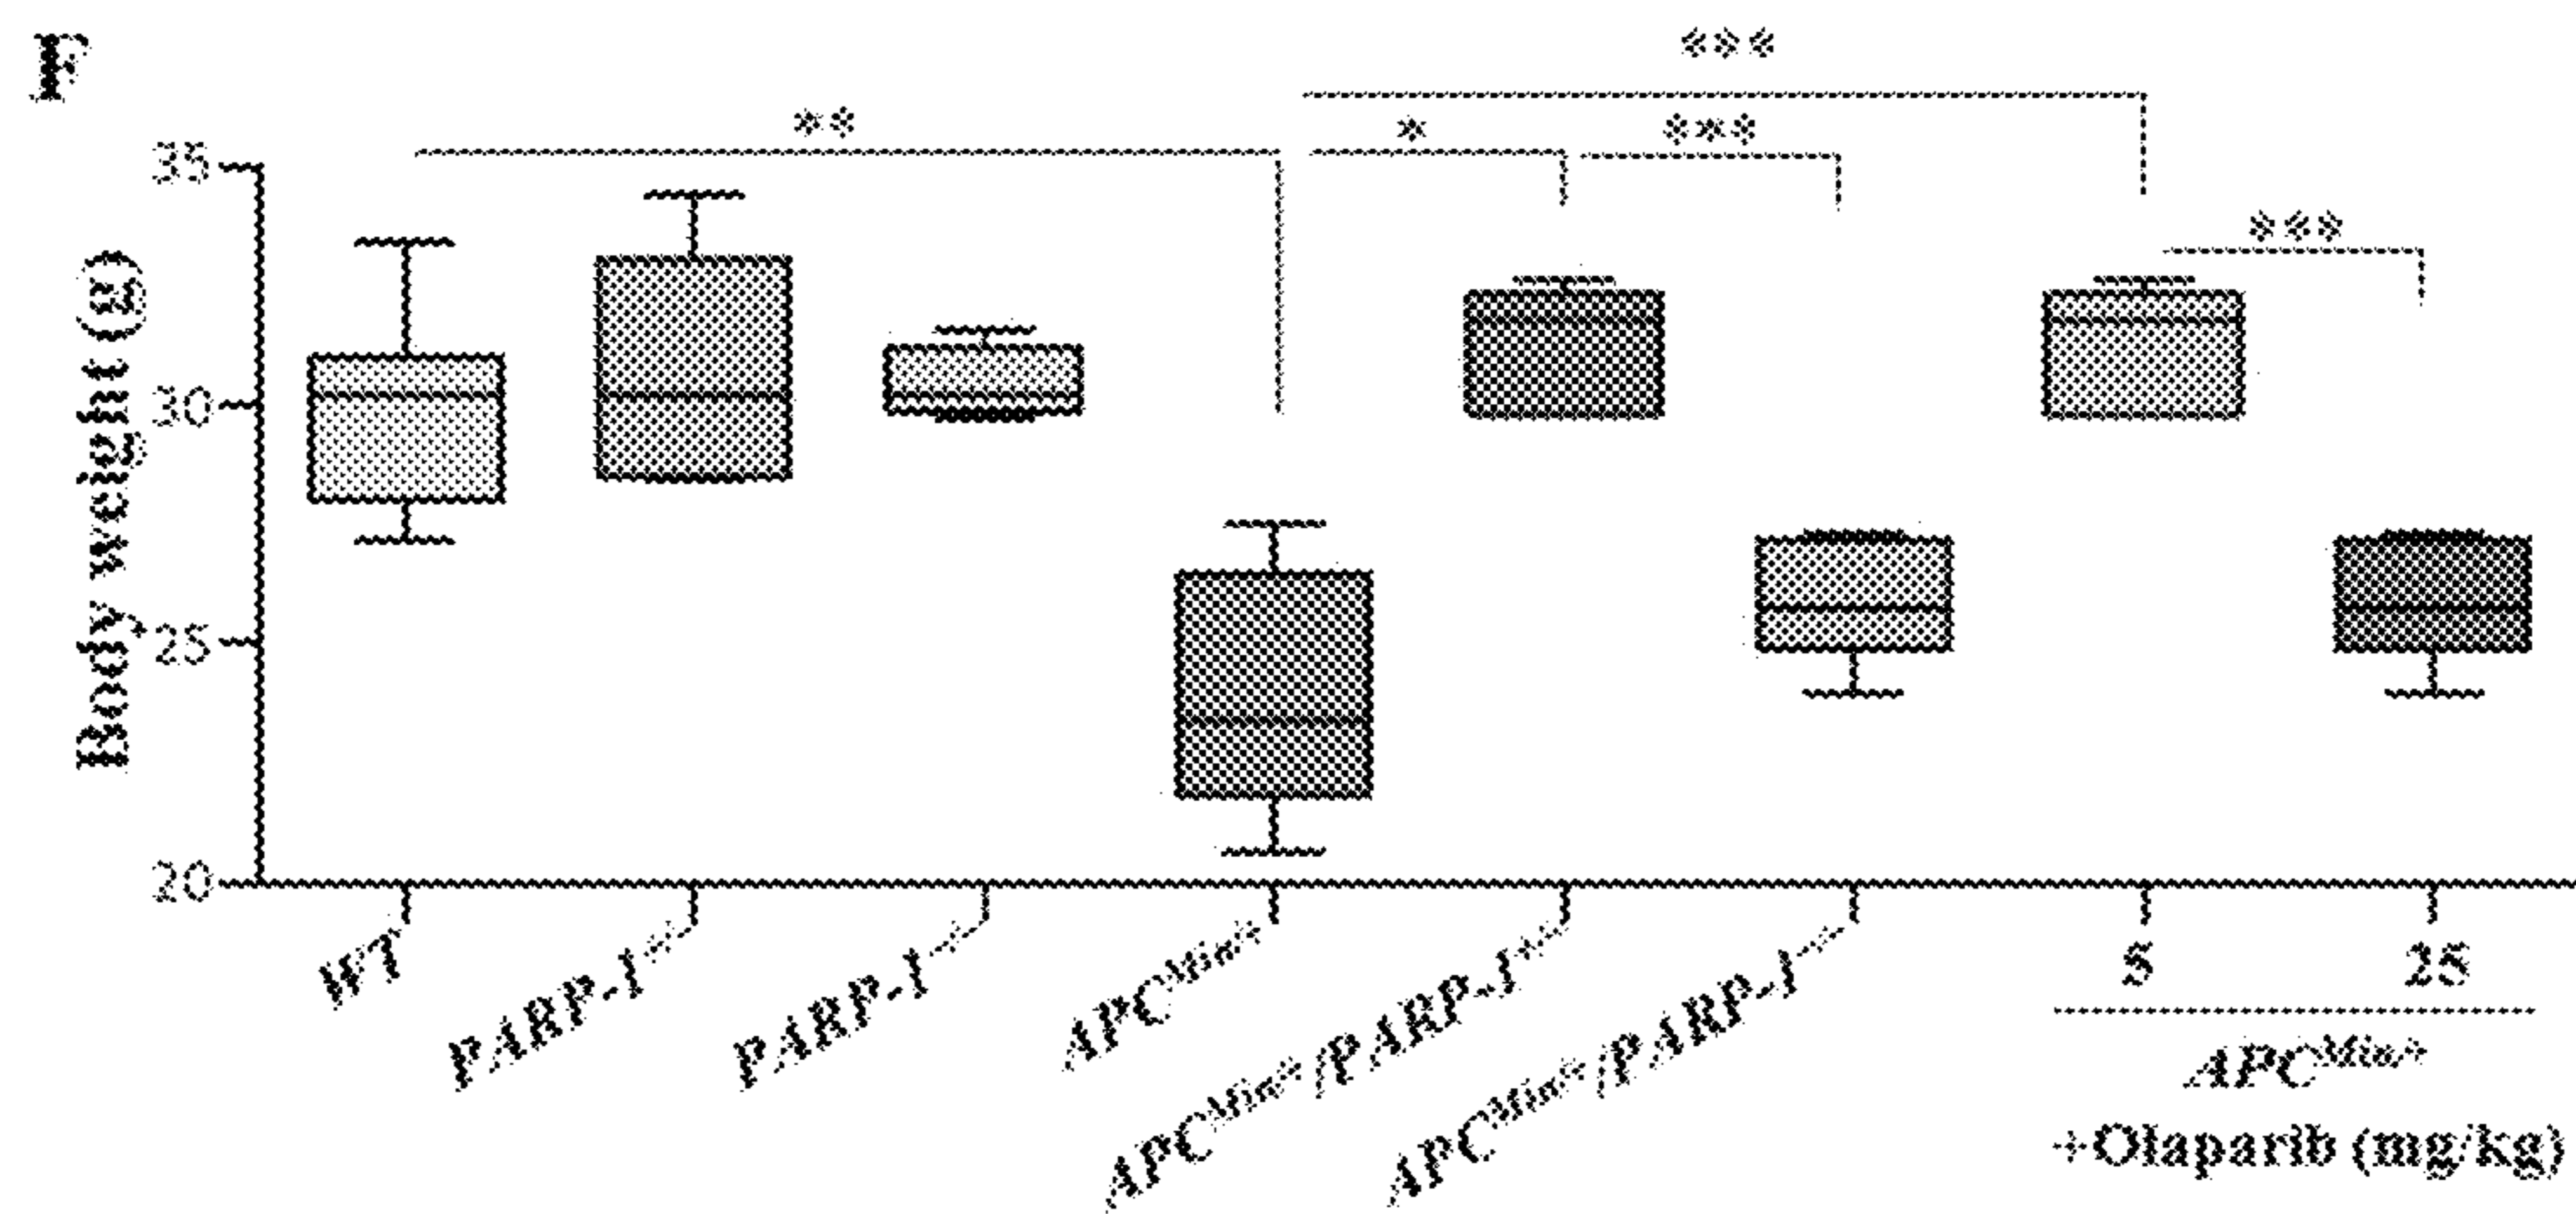 F
***
**
*
***
***
Body weight (g)
35
30
25
20
WT
PARP-1+/-
PARP-1-/-
APCMin/+
APCMin/+/PARP-1+/-
APCMin/+/PARP-1-/-
5
25
APCMin/+
+Olaparib (mg/kg)